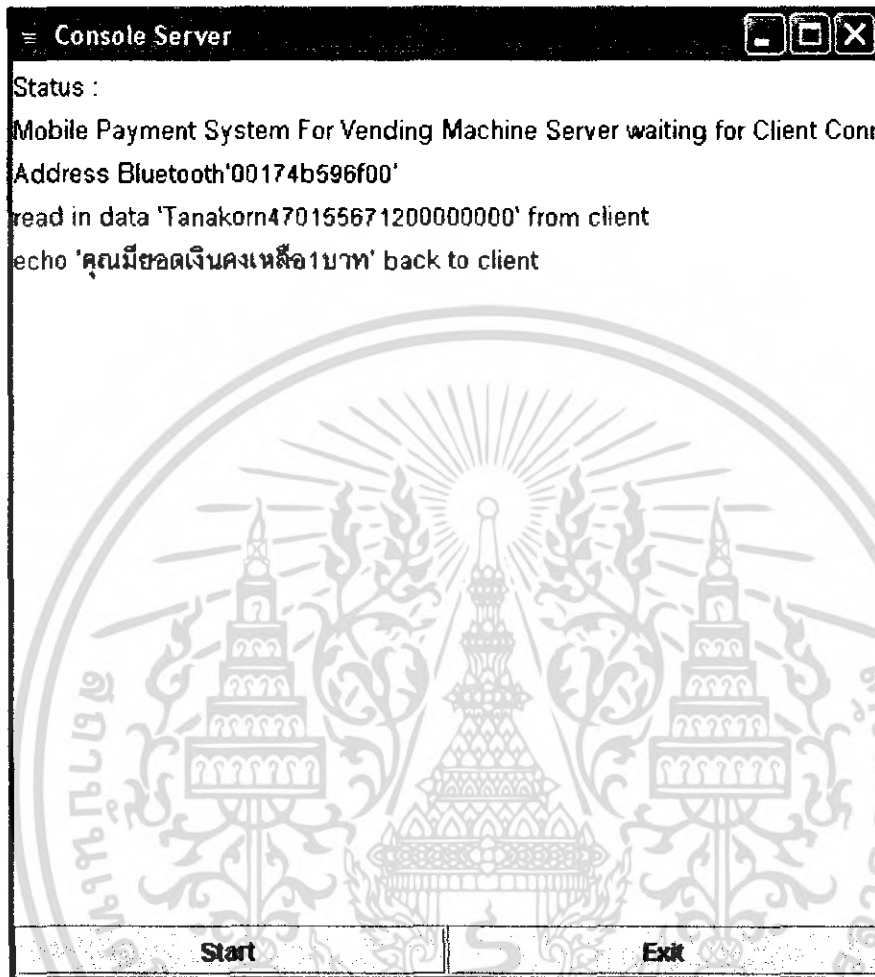 Console Server
Status :
Mobile Payment System For Vending Machine Server waiting for Client Conn
Address Bluetooth'00174b596f00'
read in data 'Tanakorn470155671200000000' from client
echo 'คุณมียอดเงินคงเหลือ1บาท' back to client
Start
Exit